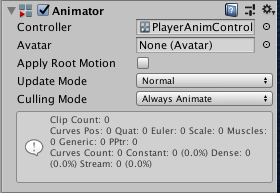 Animator
Controller PlayerAnimControl
Avatar None (Avatar)
Apply Root Motion
Update Mode Normal
Culling Mode Always Animate
Clip Count: 0
Curves Pos: 0 Quat: 0 Euler: 0 Scale: 0 Muscles:
0 Generic: 0 PPtr: 0
Curves Count: 0 Constant: 0 (0.0%) Dense: 0
(0.0%) Stream: 0 (0.0%)